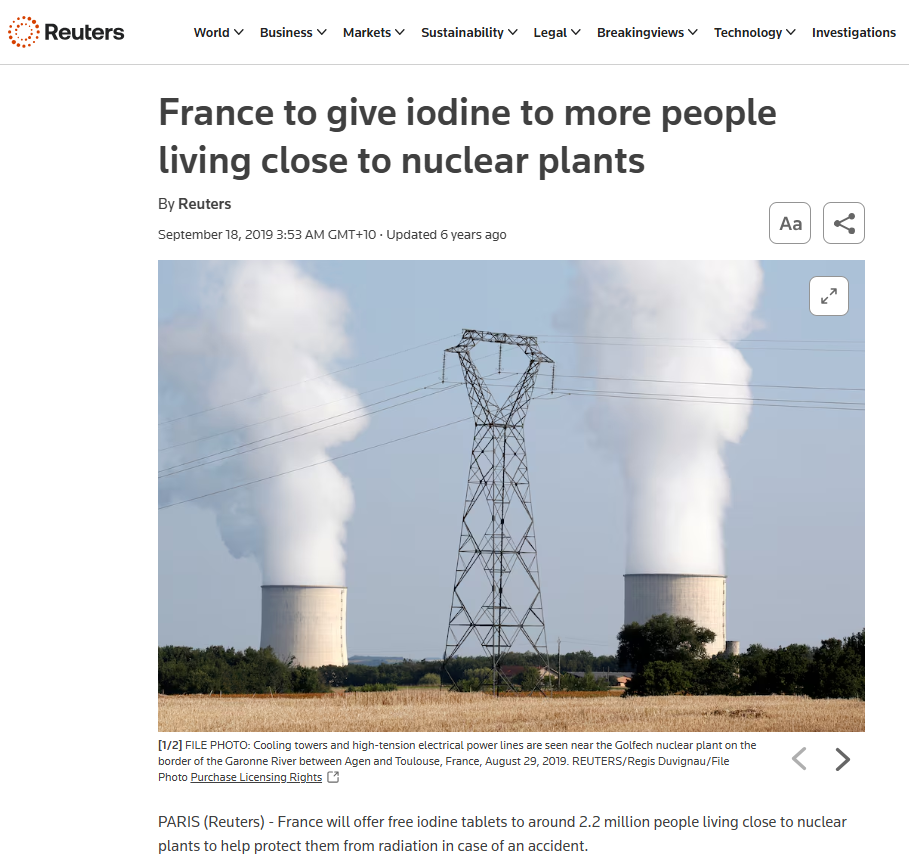 Reuters
World
Business
Markets
Sustainability
Legal
Breakingviews
Technology
Investigations
France to give iodine to more people
living close to nuclear plants
By Reuters
September 18, 2019 3:53 AM GMT+10 · Updated 6 years ago
Aa
[1/2] FILE PHOTO: Cooling towers and high-tension electrical power lines are seen near the Golfech nuclear plant on the
border of the Garonne River between Agen and Toulouse, France, August 29, 2019. REUTERS/Regis Duvignau/File
Photo Purchase Licensing Rights
PARIS (Reuters) - France will offer free iodine tablets to around 2.2 million people living close to nuclear
plants to help protect them from radiation in case of an accident.